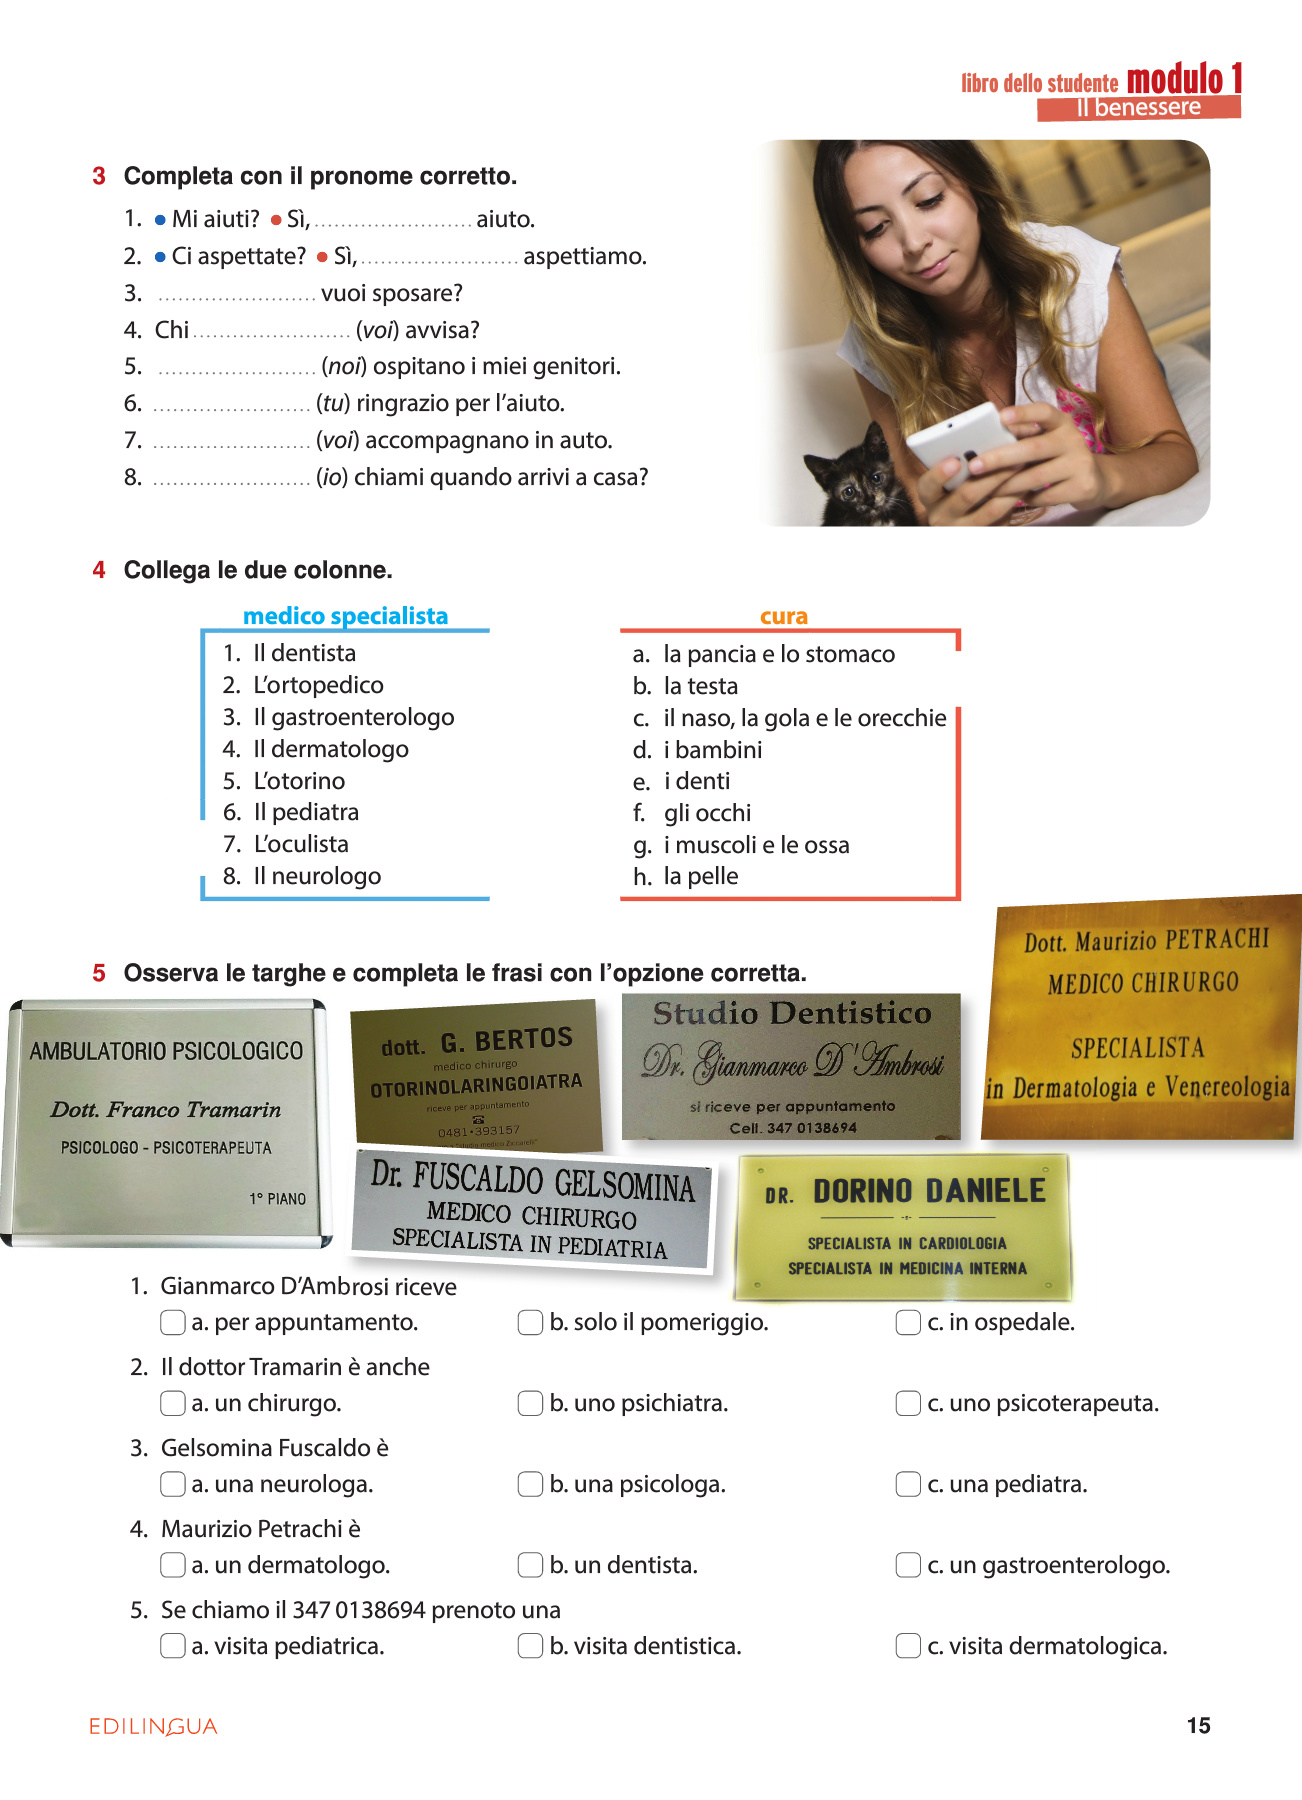 libro dello studente modulo 1
Il benessere
3 Completa con il pronome corretto.
1. ● Mi aiuti? ● Sì, ........................ aiuto.
2. ● Ci aspettate? ● Sì, ........................ aspettiamo.
3. ........................ vuoi sposare?
4. Chi ........................ (voi) avvisa?
5. ........................ (noi) ospitano i miei genitori.
6. ........................ (tu) ringrazio per l'aiuto.
7. ........................ (voi) accompagnano in auto.
8. ........................ (io) chiami quando arrivi a casa?
4 Collega le due colonne.
medico specialista
1. Il dentista
2. L'ortopedico
3. Il gastroenterologo
4. Il dermatologo
5. L'otorino
6. Il pediatra
7. L'oculista
8. Il neurologo
cura
a. la pancia e lo stomaco
b. la testa
c. il naso, la gola e le orecchie
d. i bambini
e. i denti
f. gli occhi
g. i muscoli e le ossa
h. la pelle
5 Osserva le targhe e completa le frasi con l'opzione corretta.
AMBULATORIO PSICOLOGICO
Dott. Franco Tramarin
PSICOLOGO - PSICOTERAPEUTA
1° PIANO
dott. G. BERTOS
medico chirurgo
OTORINOLARINGOIATRA
riceve per appuntamento
☎
0481·393157
"studio medico
Studio Dentistico
Dr. Gianmarco D'Ambrosi
si riceve per appuntamento
Cell. 347 0138694
Dott. Maurizio PETRACHI
MEDICO CHIRURGO
SPECIALISTA
in Dermatologia e Venereologia
Dr. FUSCALDO GELSOMINA
MEDICO CHIRURGO
SPECIALISTA IN PEDIATRIA
DR. DORINO DANIELE
SPECIALISTA IN CARDIOLOGIA
SPECIALISTA IN MEDICINA INTERNA
1. Gianmarco D'Ambrosi riceve
a. per appuntamento. b. solo il pomeriggio. c. in ospedale.
2. Il dottor Tramarin è anche
a. un chirurgo. b. uno psichiatra. c. uno psicoterapeuta.
3. Gelsomina Fuscaldo è
a. una neurologa. b. una psicologa. c. una pediatra.
4. Maurizio Petrachi è
a. un dermatologo. b. un dentista. c. un gastroenterologo.
5. Se chiamo il 347 0138694 prenoto una
a. visita pediatrica. b. visita dentistica. c. visita dermatologica.
EDILINGUA
15